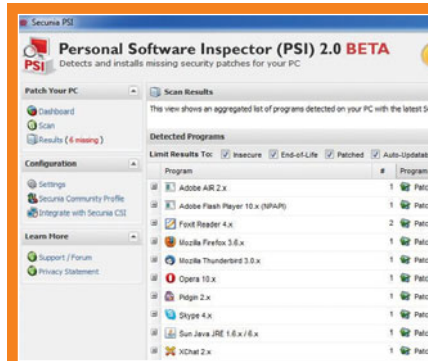 Secunia PSI
PSI
Personal Software Inspector (PSI) 2.0 BETA
Detects and installs missing security patches for your PC
Patch Your PC
Dashboard
Scan
Results ( 6 missing )
Configuration
Settings
Secunia Community Profile
Integrate with Secunia CSI
Learn More
Support / Forum
Privacy Statement
Scan Results
This view shows an aggregated list of programs detected on your PC with the latest S
Detected Programs
Limit Results To: Insecure End-of-Life Patched Auto-Updatab
Program # Program
Adobe AIR 2.x 1 Patc
Adobe Flash Player 10.x (NPAPI) 1 Patc
Foxit Reader 4.x 2 Patc
Mozilla Firefox 3.6.x 1 Patc
Mozilla Thunderbird 3.0.x 1 Patc
Opera 10.x 1 Patc
Pidgin 2.x 1 Patc
Skype 4.x 1 Patc
Sun Java JRE 1.6.x / 6.x 1 Patc
XChat 2.x 1 Patc